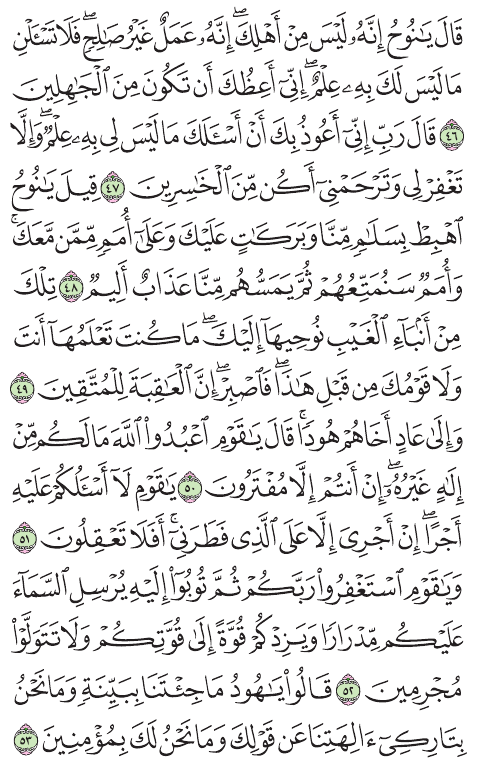 قَالَ يَٰنُوحُ إِنَّهُۥ لَيْسَ مِنْ أَهْلِكَۖ إِنَّهُۥ عَمَلٌ غَيْرُ صَٰلِحٍۖ فَلَا تَسْـَٔلْنِ
مَا لَيْسَ لَكَ بِهِۦ عِلْمٌۖ إِنِّىٓ أَعِظُكَ أَن تَكُونَ مِنَ ٱلْجَٰهِلِينَ
٤٦ قَالَ رَبِّ إِنِّىٓ أَعُوذُ بِكَ أَنْ أَسْـَٔلَكَ مَا لَيْسَ لِى بِهِۦ عِلْمٌۖ وَإِلَّا
تَغْفِرْ لِى وَتَرْحَمْنِىٓ أَكُن مِّنَ ٱلْخَٰسِرِينَ ٤٧ قِيلَ يَٰنُوحُ
ٱهْبِطْ بِسَلَٰمٍ مِّنَّا وَبَرَكَٰتٍ عَلَيْكَ وَعَلَىٰٓ أُمَمٍ مِّمَّن مَّعَكَۚ
وَأُمَمٌ سَنُمَتِّعُهُمْ ثُمَّ يَمَسُّهُم مِّنَّا عَذَابٌ أَلِيمٌ ٤٨ تِلْكَ
مِنْ أَنۢبَآءِ ٱلْغَيْبِ نُوحِيهَآ إِلَيْكَۖ مَا كُنتَ تَعْلَمُهَآ أَنتَ
وَلَا قَوْمُكَ مِن قَبْلِ هَٰذَاۖ فَٱصْبِرْۖ إِنَّ ٱلْعَٰقِبَةَ لِلْمُتَّقِينَ ٤٩
وَإِلَىٰ عَادٍ أَخَاهُمْ هُودًاۚ قَالَ يَٰقَوْمِ ٱعْبُدُوا۟ ٱللَّهَ مَا لَكُم مِّنْ
إِلَٰهٍ غَيْرُهُۥٓۖ إِنْ أَنتُمْ إِلَّا مُفْتَرُونَ ٥٠ يَٰقَوْمِ لَآ أَسْـَٔلُكُمْ عَلَيْهِ
أَجْرًاۖ إِنْ أَجْرِىَ إِلَّا عَلَى ٱلَّذِى فَطَرَنِىٓۚ أَفَلَا تَعْقِلُونَ ٥١
وَيَٰقَوْمِ ٱسْتَغْفِرُوا۟ رَبَّكُمْ ثُمَّ تُوبُوٓا۟ إِلَيْهِ يُرْسِلِ ٱلسَّمَآءَ
عَلَيْكُم مِّدْرَارًا وَيَزِدْكُمْ قُوَّةً إِلَىٰ قُوَّتِكُمْ وَلَا تَتَوَلَّوْا۟
مُجْرِمِينَ ٥٢ قَالُوا۟ يَٰهُودُ مَا جِئْتَنَا بِبَيِّنَةٍ وَمَا نَحْنُ
بِتَارِكِىٓ ءَالِهَتِنَا عَن قَوْلِكَ وَمَا نَحْنُ لَكَ بِمُؤْمِنِينَ ٥٣